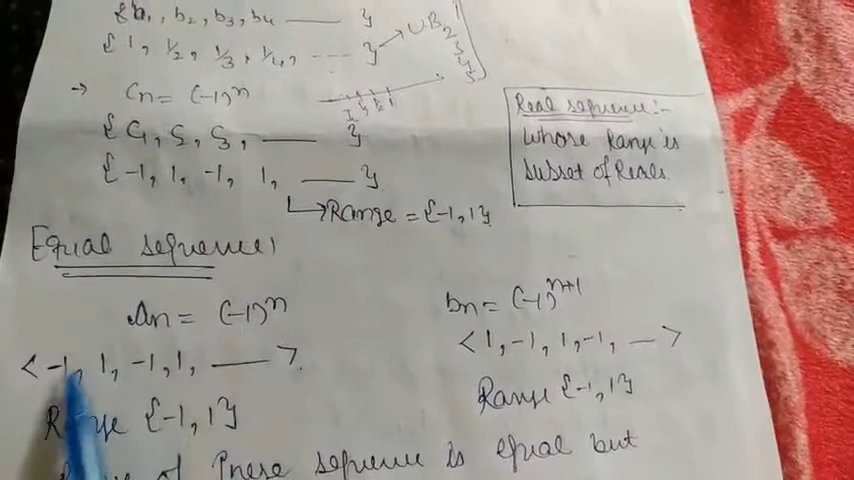 {b1, b2, b3, b4 —— }
{1, 1/2, 1/3, 1/4, ---- } → UB 1
2
3
4
5
→ Cn = (-1)^n
{C1, C2, C3, —— }
{-1, 1, -1, 1, —— }
↳ Range = {-1, 1}
Real sequence:-
whose Range is
subset of Reals.
Equal sequence:
an = (-1)^n
<-1, 1, -1, 1, —— >
Range {-1, 1}
bn = (-1)^n+1
<1, -1, 1, -1, — >
Range {-1, 1}
of these sequence is equal but